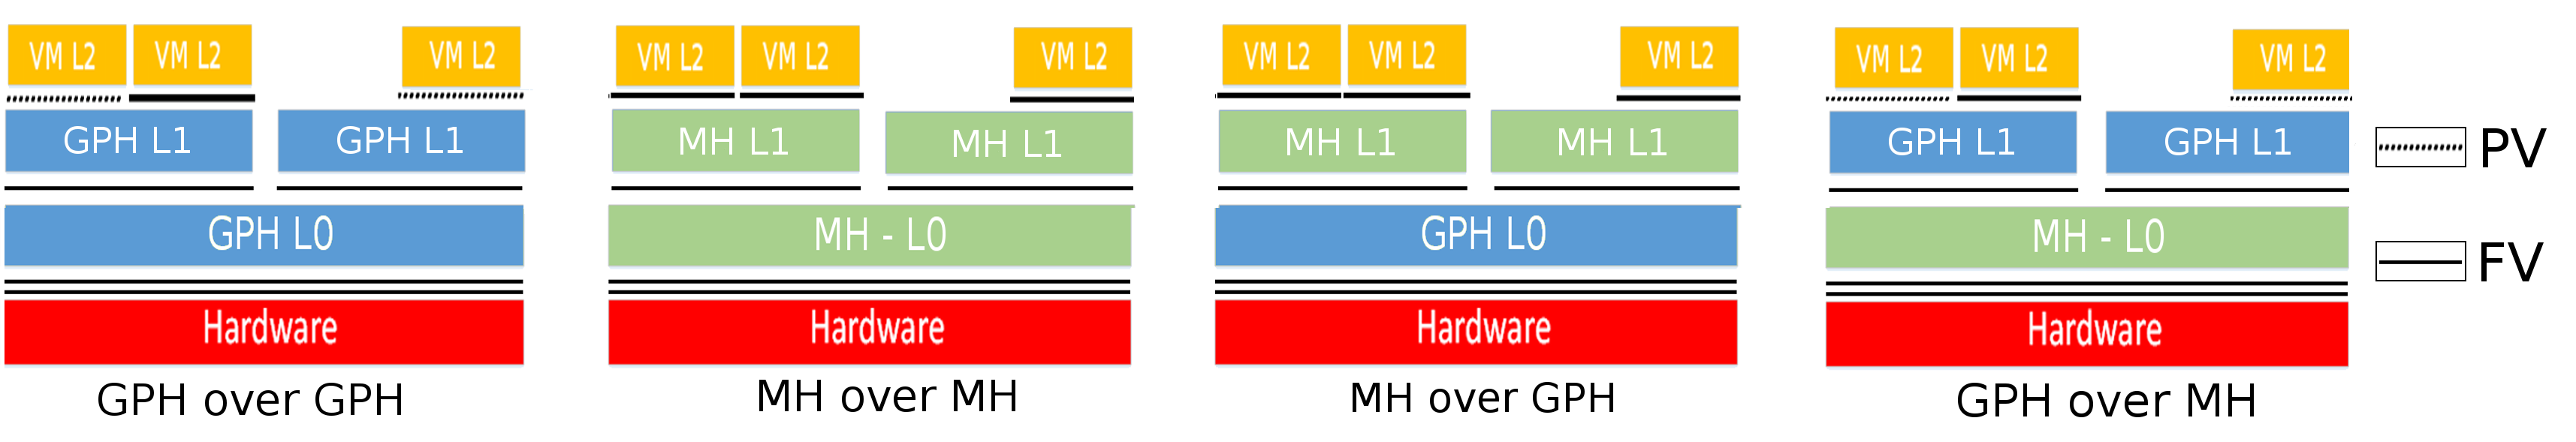 VM L2 VM L2 VM L2
GPH L1 GPH L1
GPH L0
Hardware
GPH over GPH
VM L2 VM L2 VM L2
MH L1 MH L1
MH - L0
Hardware
MH over MH
VM L2 VM L2 VM L2
MH L1 MH L1
GPH L0
Hardware
MH over GPH
VM L2 VM L2 VM L2
GPH L1 GPH L1
MH - L0
Hardware
GPH over MH
PV
FV